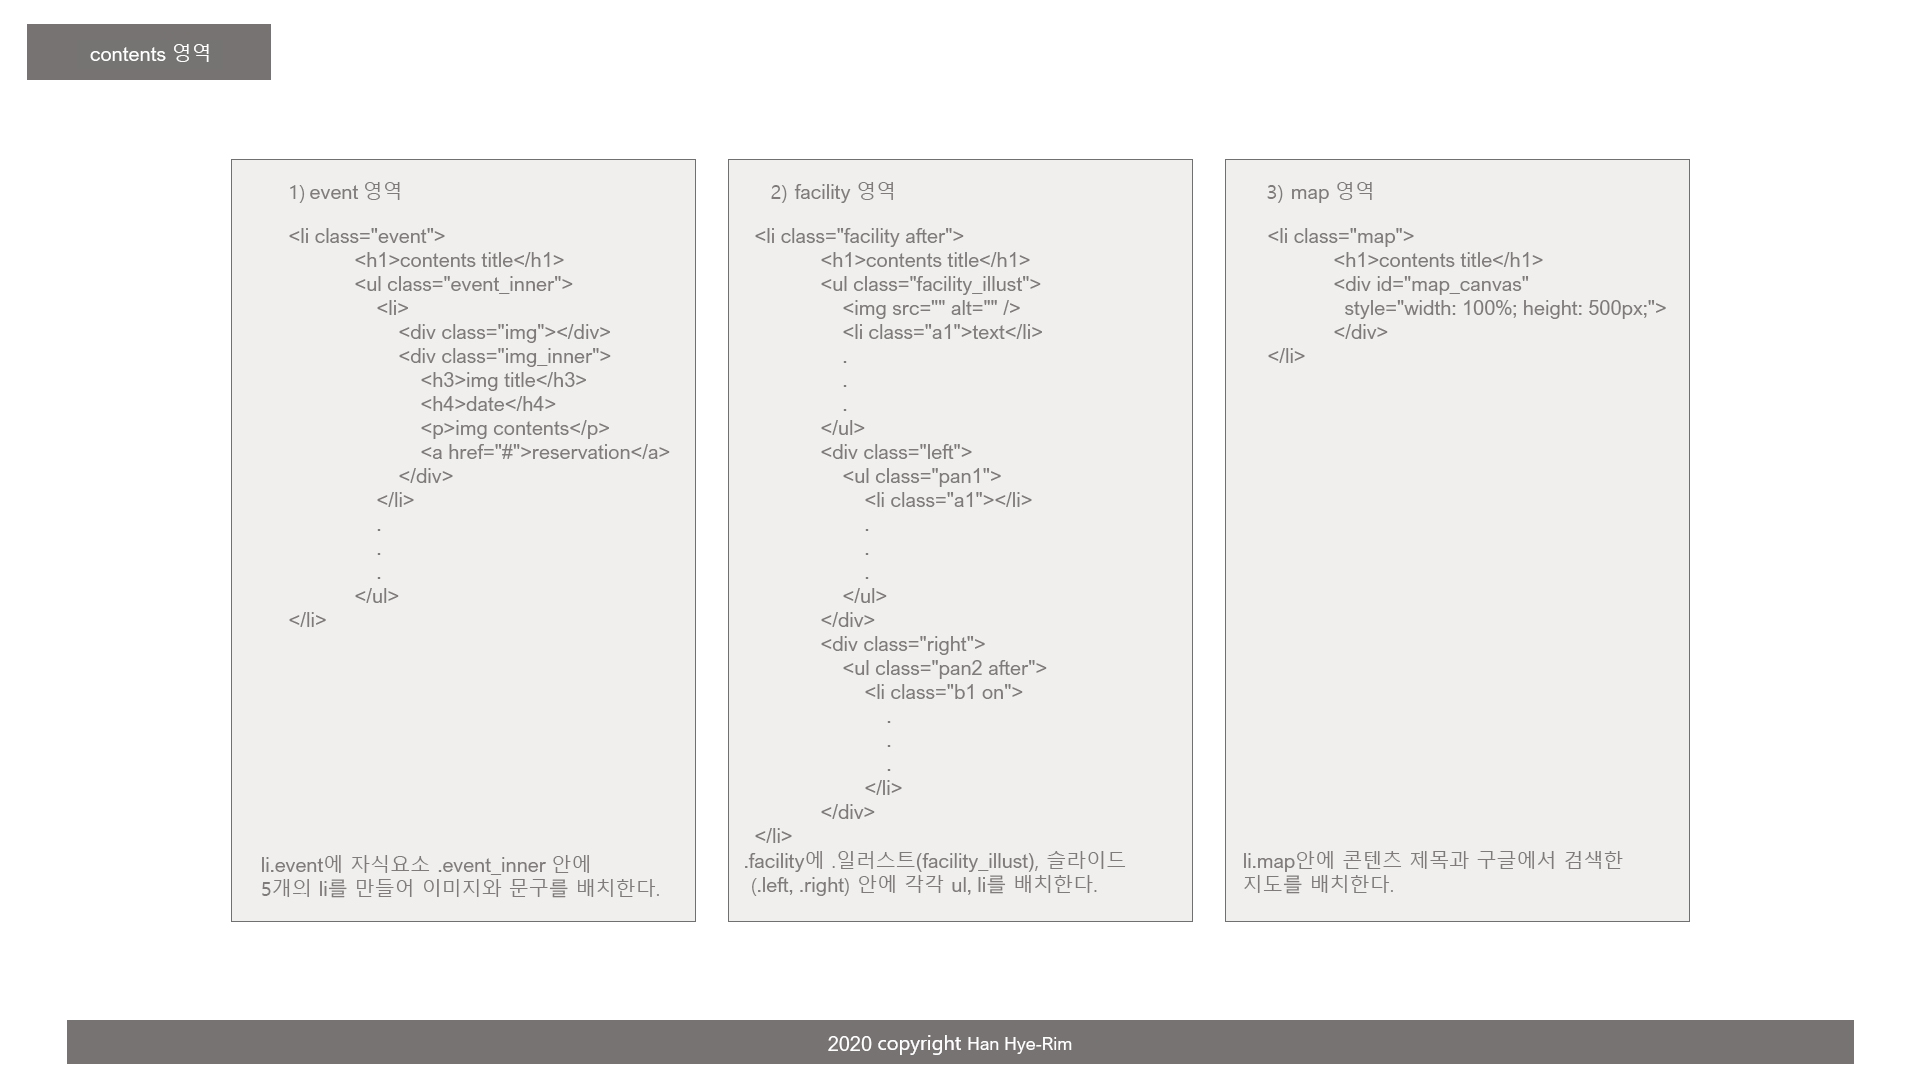 contents 영역
1) event 영역
<li class="event">
<h1>contents title</h1>
<ul class="event_inner">
<li>
<div class="img"></div>
<div class="img_inner">
<h3>img title</h3>
<h4>date</h4>
<p>img contents</p>
<a href="#">reservation</a>
</div>
</li>
.
.
.
</ul>
</li>
li.event에 자식요소 .event_inner 안에
5개의 li를 만들어 이미지와 문구를 배치한다.
2) facility 영역
<li class="facility after">
<h1>contents title</h1>
<ul class="facility_illust">
<img src="" alt="" />
<li class="a1">text</li>
.
.
.
</ul>
<div class="left">
<ul class="pan1">
<li class="a1"></li>
.
.
.
</ul>
</div>
<div class="right">
<ul class="pan2 after">
<li class="b1 on">
.
.
.
</li>
</div>
</li>
.facility에 .일러스트(facility_illust), 슬라이드
(.left, .right) 안에 각각 ul, li를 배치한다.
3) map 영역
<li class="map">
<h1>contents title</h1>
<div id="map_canvas"
style="width: 100%; height: 500px;">
</div>
</li>
li.map안에 콘텐츠 제목과 구글에서 검색한
지도를 배치한다.
2020 copyright Han Hye-Rim